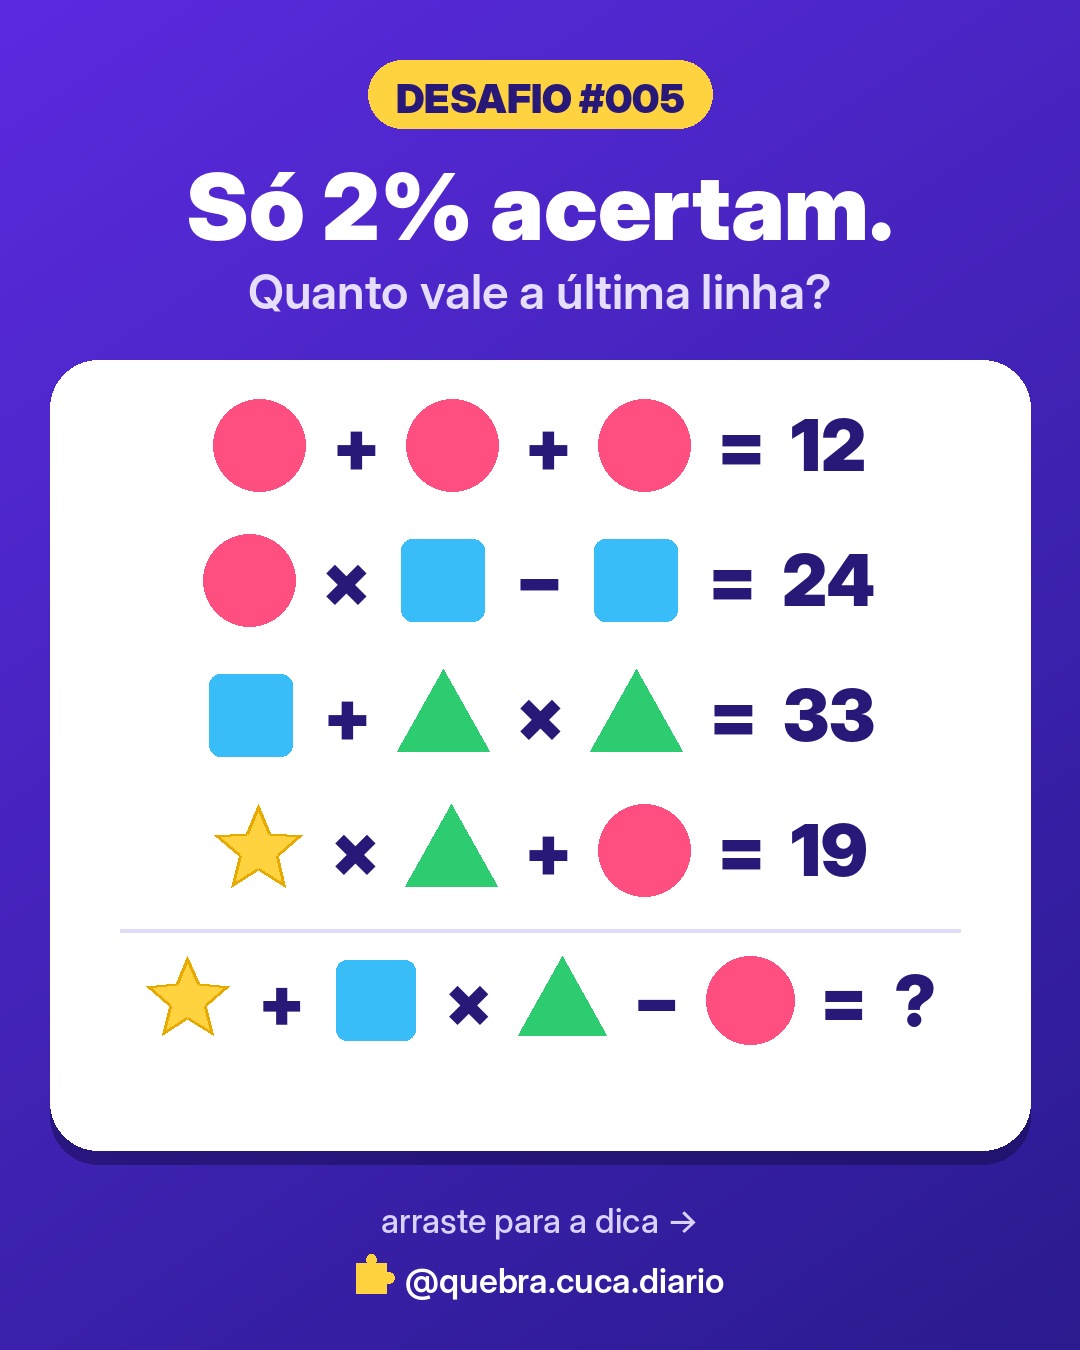 DESAFIO #005
Só 2% acertam.
Quanto vale a última linha?
+ + = 12
× − = 24
+ × = 33
× + = 19
+ × − = ?
arraste para a dica →
@quebra.cuca.diario